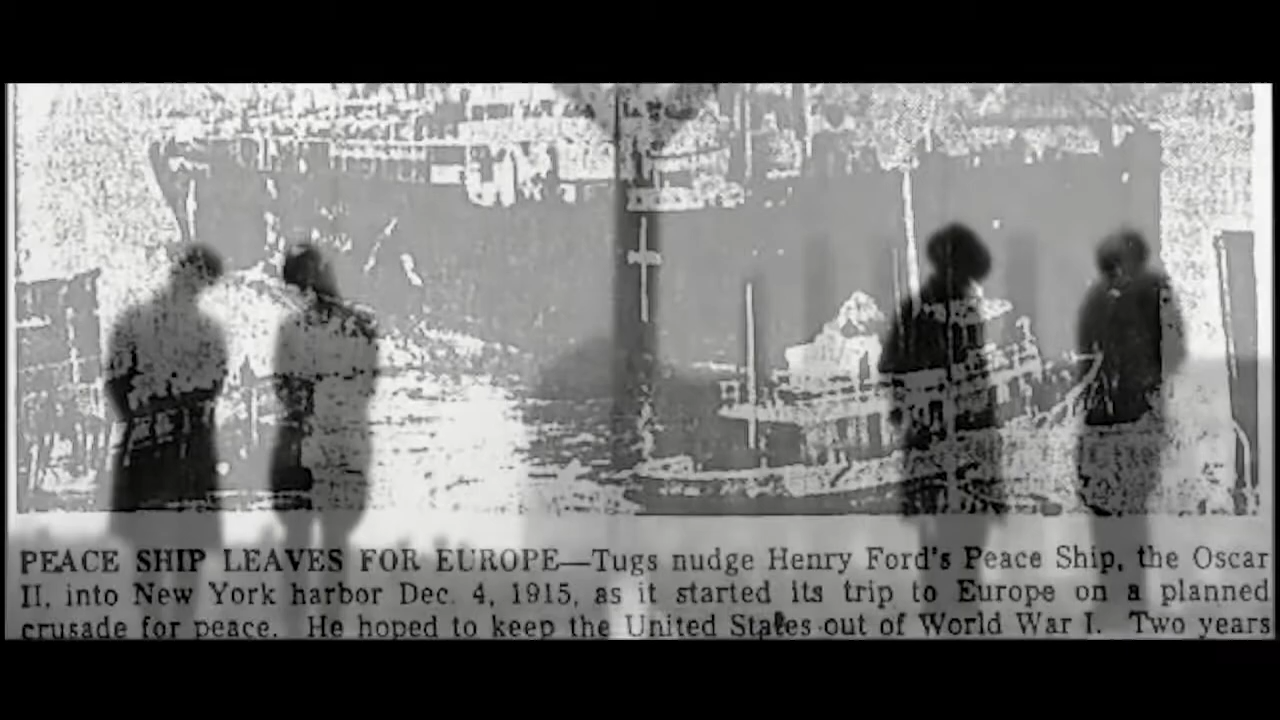 PEACE SHIP LEAVES FOR EUROPE—Tugs nudge Henry Ford's Peace Ship, the Oscar
II, into New York harbor Dec. 4, 1915, as it started its trip to Europe on a planned
crusade for peace. He hoped to keep the United States out of World War I. Two years